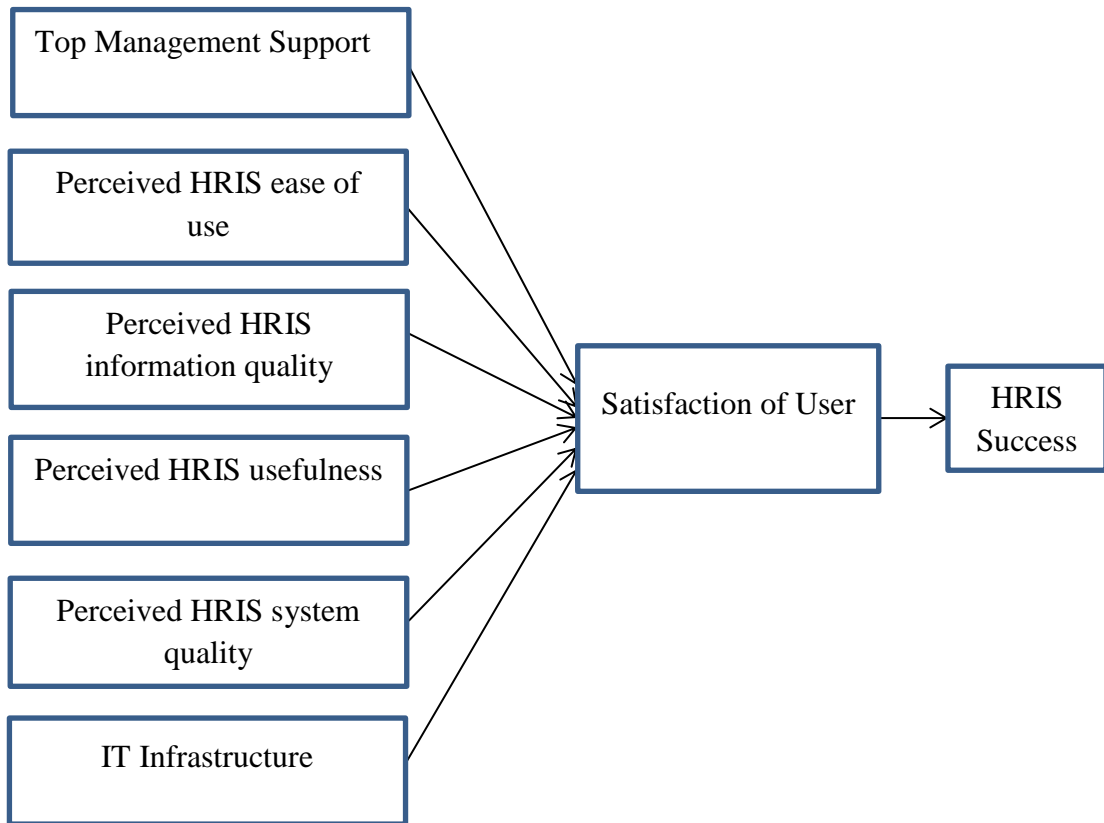 Top Management Support
Perceived HRIS ease of
use
Perceived HRIS
information quality
Perceived HRIS usefulness
Perceived HRIS system
quality
IT Infrastructure
Satisfaction of User
HRIS
Success